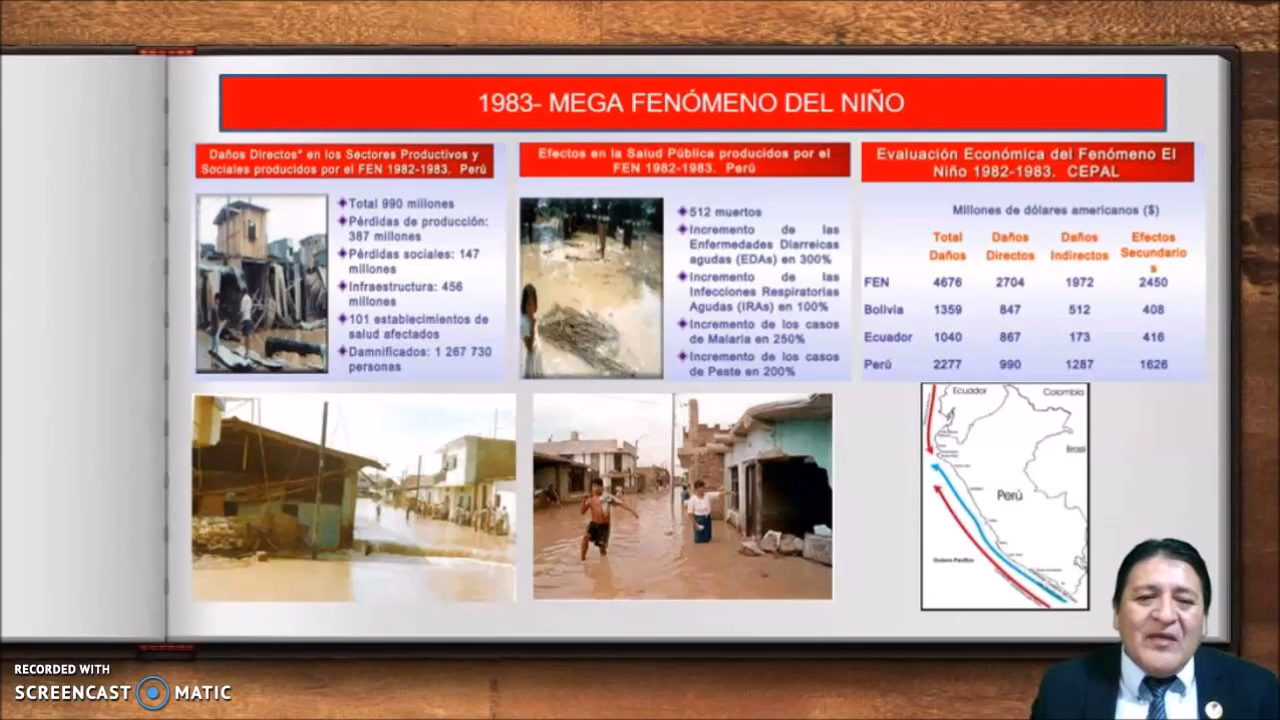 1983- MEGA FENÓMENO DEL NIÑO
Daños Directos* en los Sectores Productivos y
Sociales producidos por el FEN 1982-1983. Perú
Total 990 millones
Pérdidas de producción:
387 millones
Pérdidas sociales: 147
millones
Infraestructura: 456
millones
101 establecimientos de
salud afectados
Damnificados: 1 267 730
personas
Efectos en la Salud Pública producidos por el
FEN 1982-1983. Perú
512 muertos
Incremento de las
Enfermedades Diarreicas
agudas (EDAs) en 300%
Incremento de las
Infecciones Respiratorias
Agudas (IRAs) en 100%
Incremento de los casos
de Malaria en 250%
Incremento de los casos
de Peste en 200%
Evaluación Económica del Fenómeno El
Niño 1982-1983. CEPAL
Millones de dólares americanos ($)
Total Daños Daños Efectos
Daños Directos Indirectos Secundario
s
FEN 4676 2704 1972 2450
Bolivia 1359 847 512 408
Ecuador 1040 867 173 416
Perú 2277 990 1287 1626
Ecuador Colombia
Brasil
Perú
Océano Pacífico
RECORDED WITH
SCREENCAST MATIC